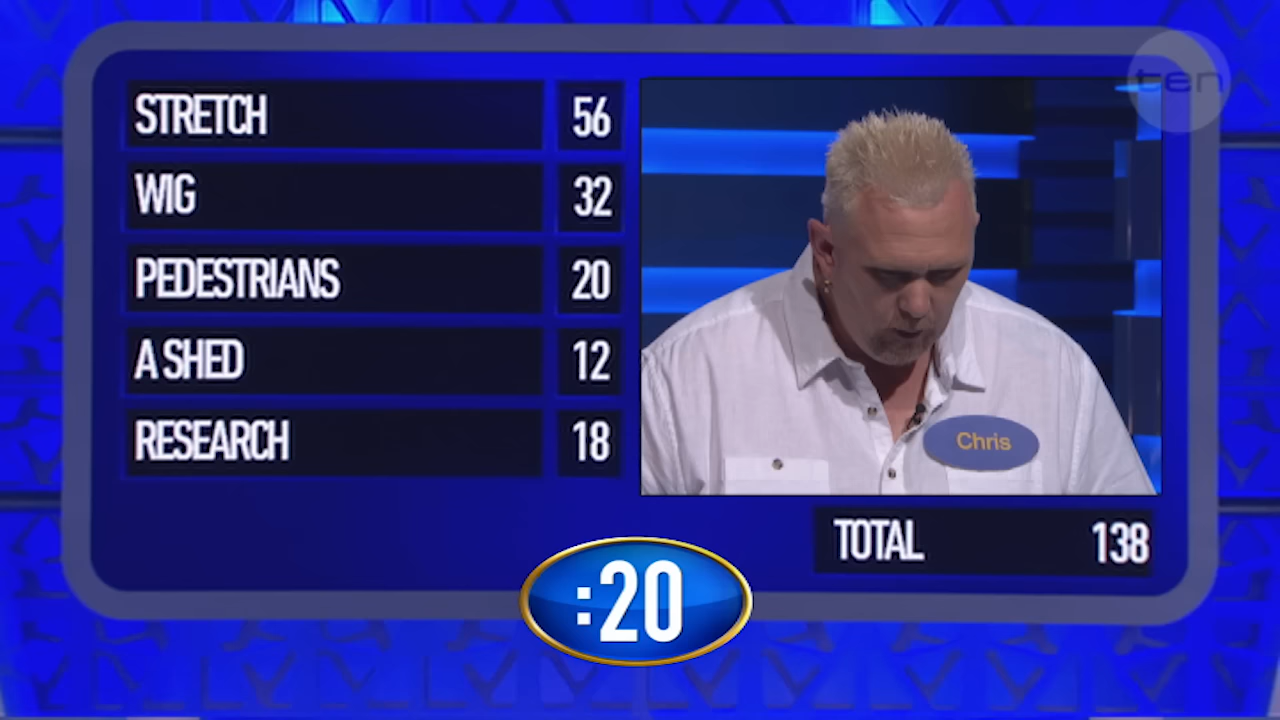 STRETCH 56
WIG 32
PEDESTRIANS 20
A SHED 12
RESEARCH 18
ten
Chris
TOTAL 138
:20